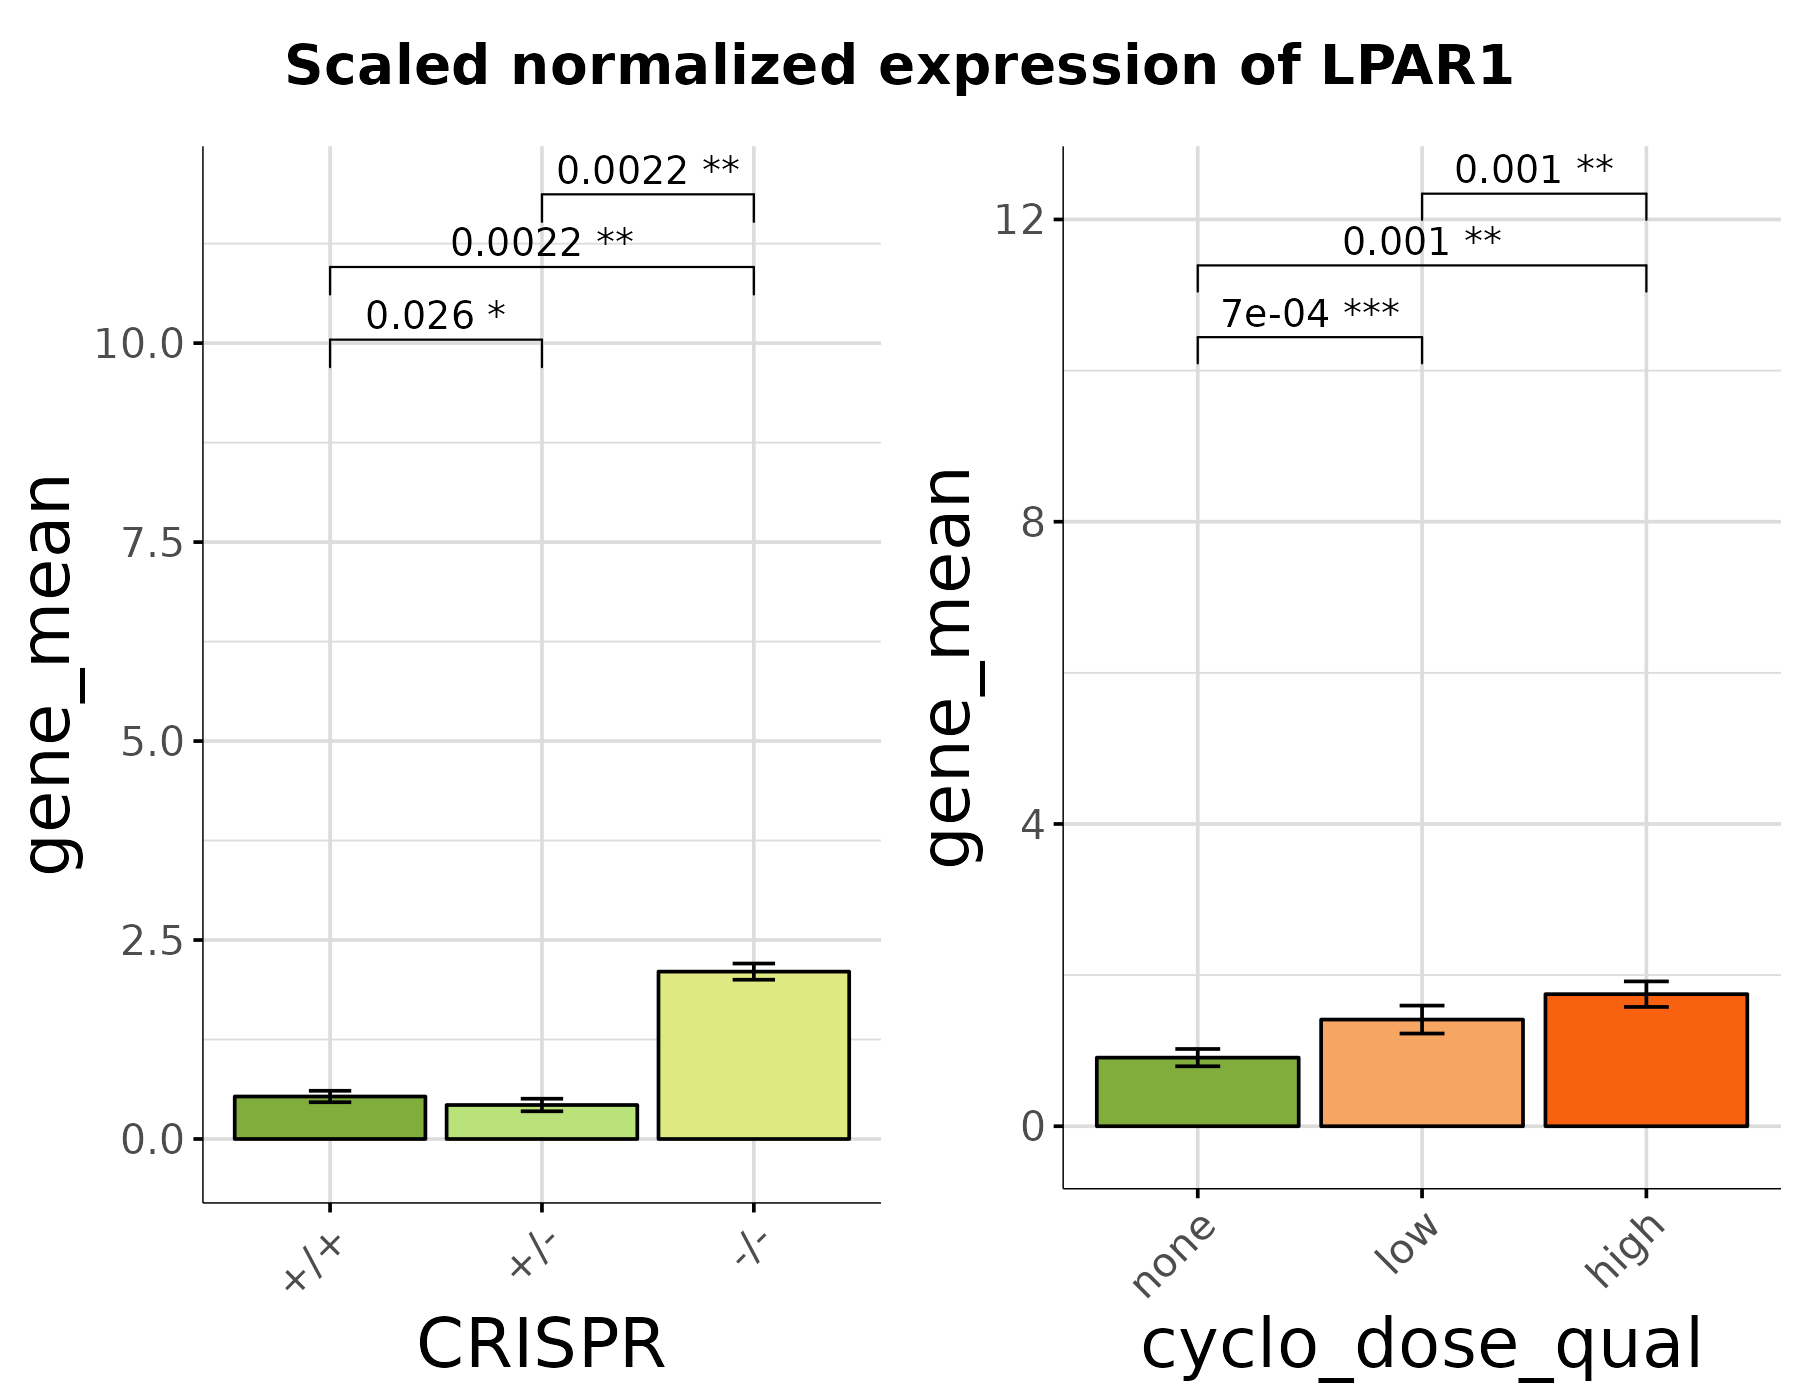 Scaled normalized expression of LPAR1
gene_mean
10.0
7.5
5.0
2.5
0.0
0.0022 **
0.0022 **
0.026 *
+/+
+/-
-/-
CRISPR
gene_mean
12
8
4
0
0.001 **
0.001 **
7e-04 ***
none
low
high
cyclo_dose_qual